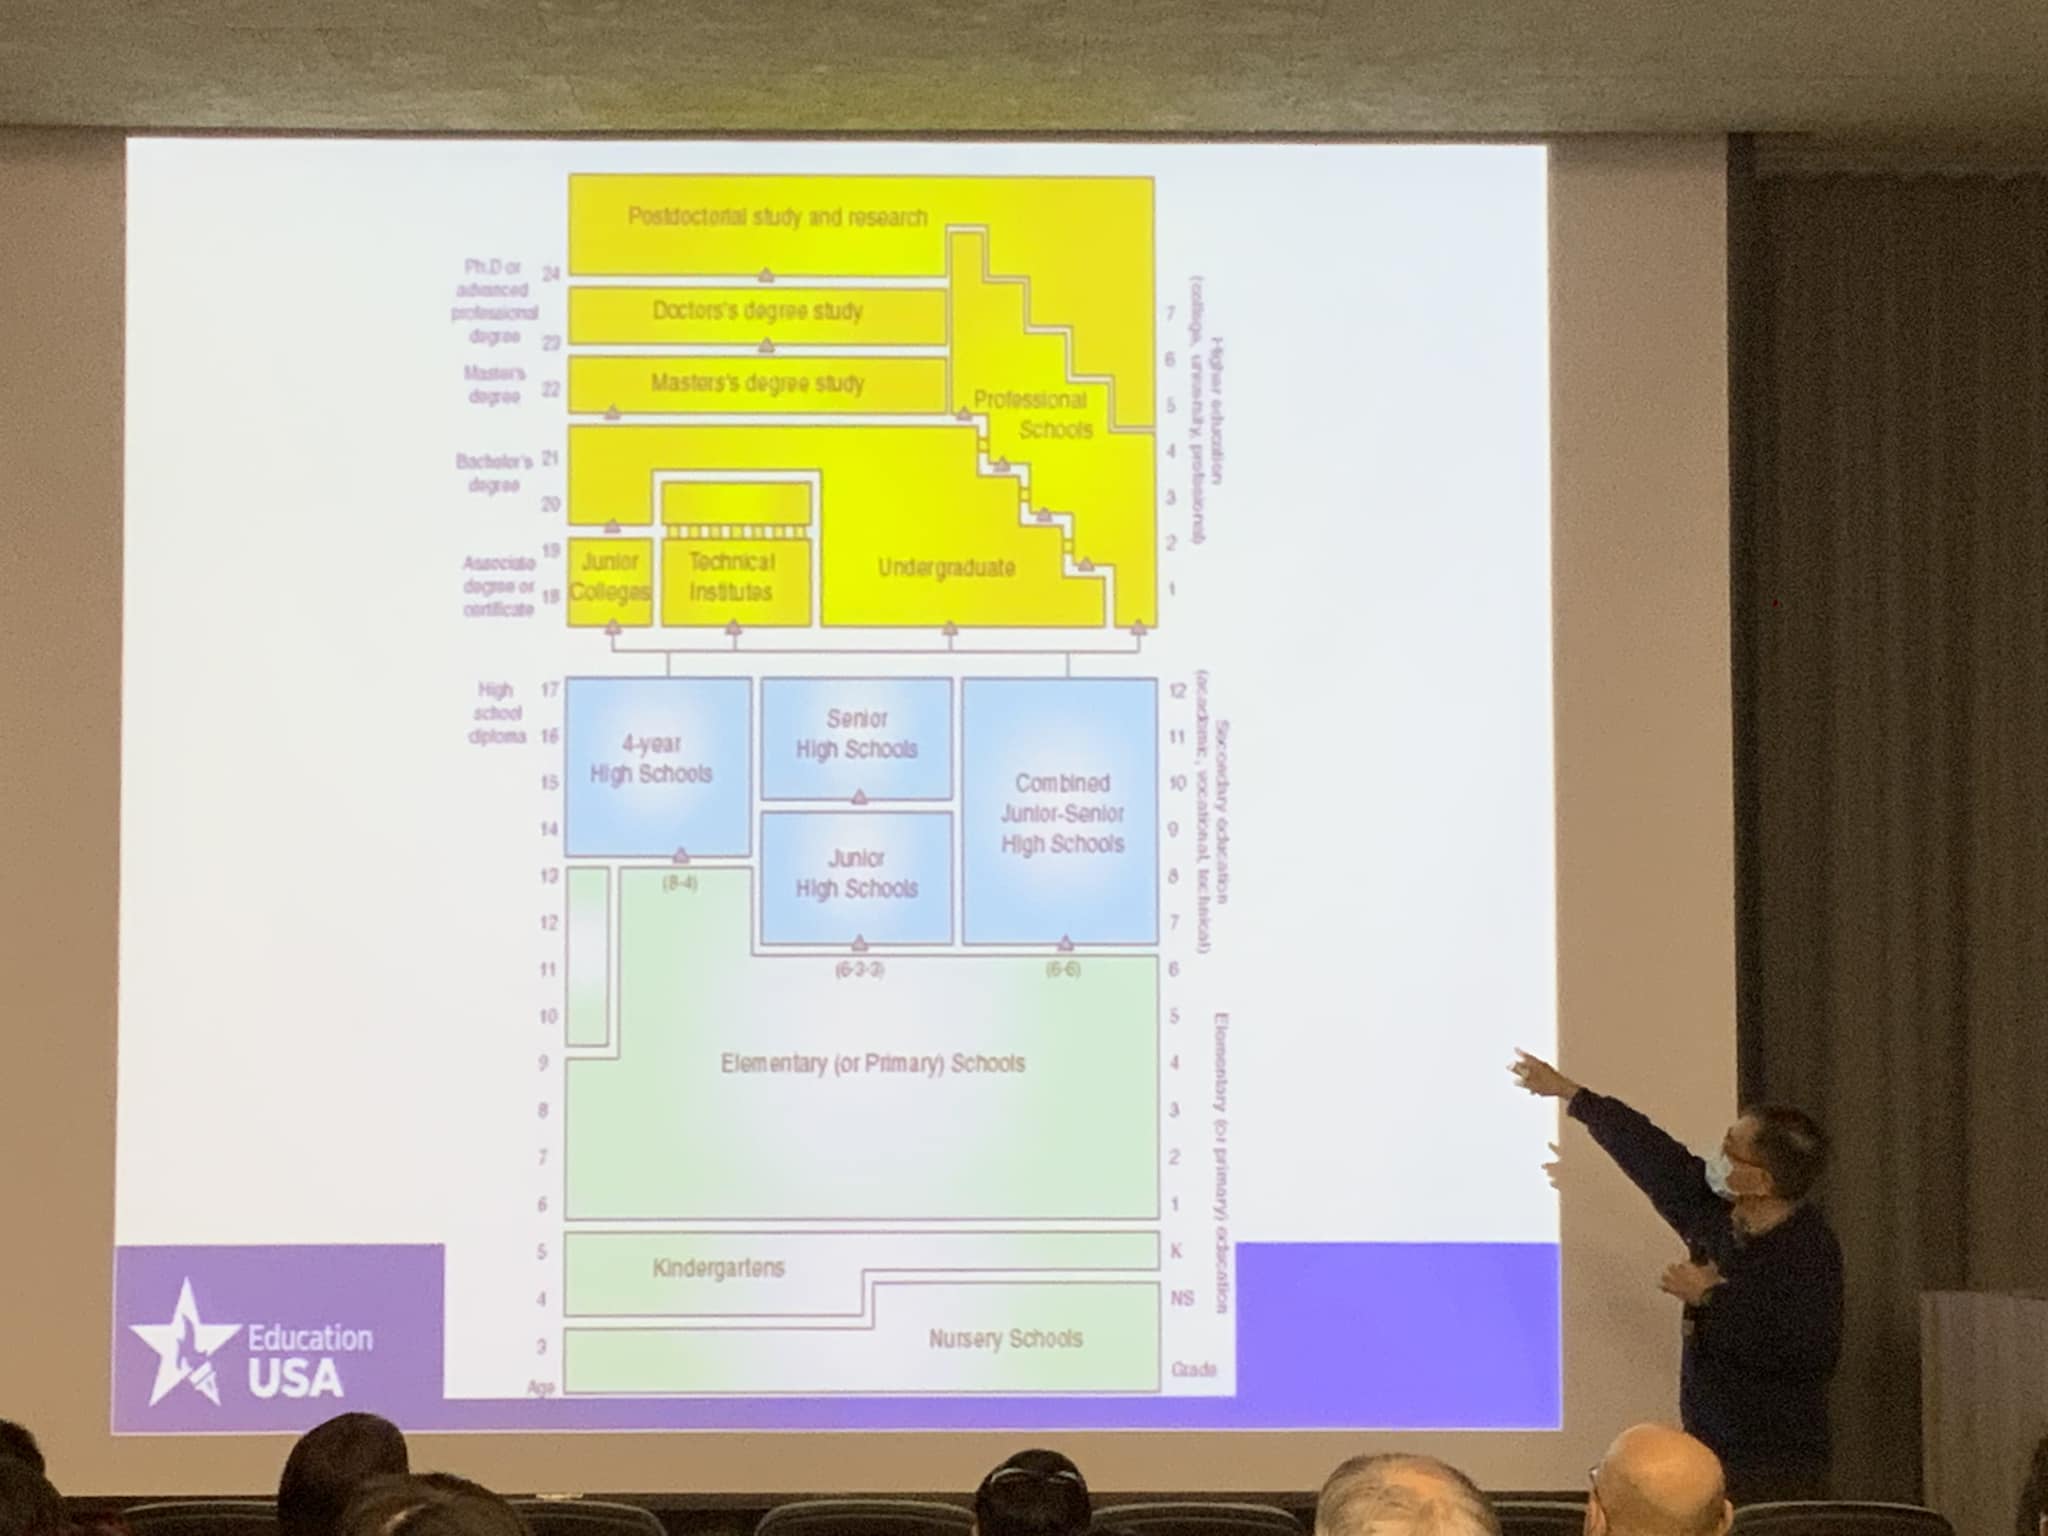 Postdoctorial study and research
Ph.D or
advanced
professional
degree
24
Doctors's degree study
23
7
Master's
degree
22
Masters's degree study
6
Professional
Schools
5
4
Bachelor's
degree
21
20
3
Associate
degree or
certificate
19
18
Junior
Colleges
Technical
Institutes
Undergraduate
2
1
Higher education
(college, university, professional)
High
school
diploma
17
16
15
14
4-year
High Schools
Senior
High Schools
Junior
High Schools
Combined
Junior-Senior
High Schools
12
11
10
9
8
7
Secondary education
(academic, vocational, technical)
13
12
11
10
9
8
7
6
(8-4)
(6-3-3)
(6-6)
Elementary (or Primary) Schools
6
5
4
3
2
1
Elementary (or primary) education
5
4
Kindergartens
K
NS
3
Nursery Schools
Age
Grade
Education
USA